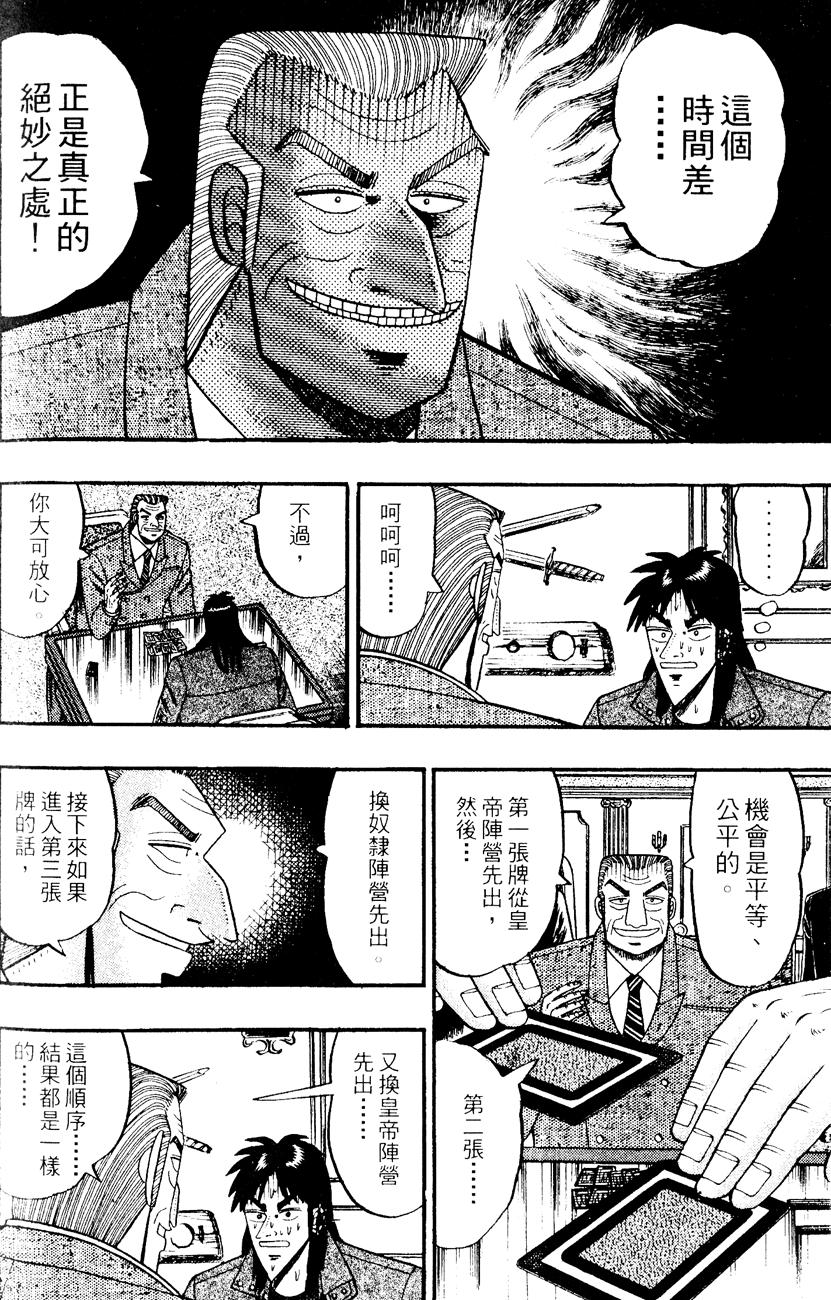 這個
時間差
……
正是真正的
絕妙之處！
………
呵呵呵……
不過，
你大可放心。
機會是平等、
公平的。
第一張牌從皇
帝陣營先出，
然後…
第二張……
換奴隸陣營先出。
接下來如果
進入第三張
牌的話，
又換皇帝陣營
先出……
這個順序……
結果都是一樣
的……